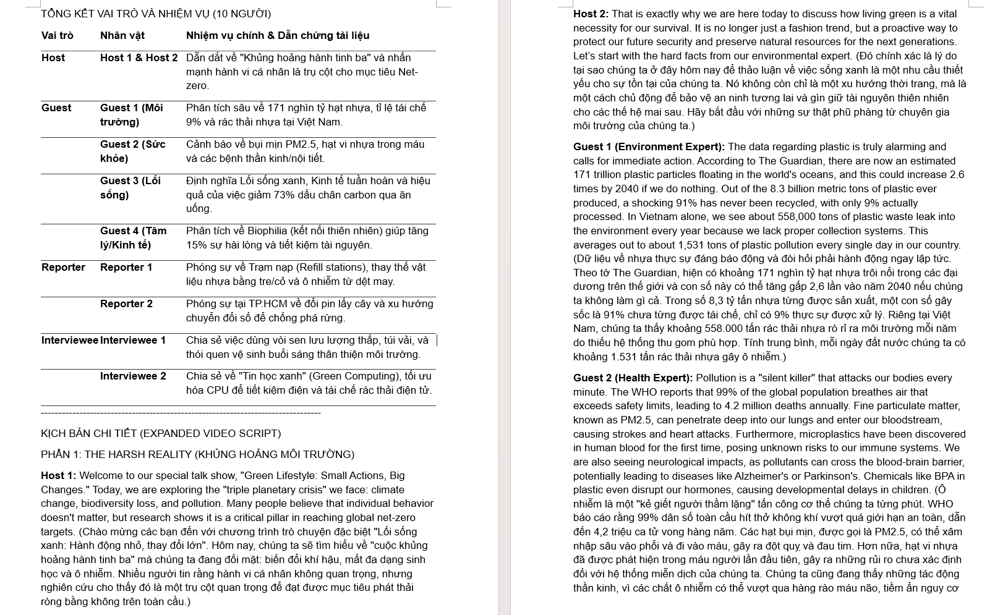 TỔNG KẾT VAI TRÒ VÀ NHIỆM VỤ (10 NGƯỜI)
Vai trò Nhân vật Nhiệm vụ chính & Dẫn chứng tài liệu
Host Host 1 & Host 2 Dẫn dắt về "Khủng hoảng hành tinh ba" và nhấn
mạnh hành vi cá nhân là trụ cột cho mục tiêu Net-
zero.
Guest Guest 1 (Môi Phân tích sâu về 171 nghìn tỷ hạt nhựa, tỉ lệ tái chế
trường) 9% và rác thải nhựa tại Việt Nam.
Guest 2 (Sức Cảnh báo về bụi mịn PM2.5, hạt vi nhựa trong máu
khỏe) và các bệnh thần kinh/nội tiết.
Guest 3 (Lối Định nghĩa Lối sống xanh, Kinh tế tuần hoàn và hiệu
sống) quả của việc giảm 73% dấu chân carbon qua ăn
uống.
Guest 4 (Tâm Phân tích về Biophilia (kết nối thiên nhiên) giúp tăng
lý/Kinh tế) 15% sự hài lòng và tiết kiệm tài nguyên.
Reporter Reporter 1 Phóng sự về Trạm nạp (Refill stations), thay thế vật
liệu nhựa bằng tre/cỏ và ô nhiễm từ dệt may.
Reporter 2 Phóng sự tại TP.HCM về đổi pin lấy cây và xu hướng
chuyển đổi số để chống phá rừng.
Interviewee Interviewee 1 Chia sẻ việc dùng vòi sen lưu lượng thấp, túi vải, và
thói quen vệ sinh buổi sáng thân thiện môi trường.
Interviewee 2 Chia sẻ về "Tin học xanh" (Green Computing), tối ưu
hóa CPU để tiết kiệm điện và tái chế rác thải điện tử.
--------------------------------------------------------------------------------
KỊCH BẢN CHI TIẾT (EXPANDED VIDEO SCRIPT)
PHẦN 1: THE HARSH REALITY (KHỦNG HOẢNG MÔI TRƯỜNG)
Host 1: Welcome to our special talk show, "Green Lifestyle: Small Actions, Big
Changes." Today, we are exploring the "triple planetary crisis" we face: climate
change, biodiversity loss, and pollution. Many people believe that individual behavior
doesn't matter, but research shows it is a critical pillar in reaching global net-zero
targets. (Chào mừng các bạn đến với chương trình trò chuyện đặc biệt "Lối sống
xanh: Hành động nhỏ, thay đổi lớn". Hôm nay, chúng ta sẽ tìm hiểu về "cuộc khủng
hoảng hành tinh ba" mà chúng ta đang đối mặt: biến đổi khí hậu, mất đa dạng sinh
học và ô nhiễm. Nhiều người tin rằng hành vi cá nhân không quan trọng, nhưng
nghiên cứu cho thấy đó là một trụ cột quan trọng để đạt được mục tiêu phát thải
ròng bằng không trên toàn cầu.)
Host 2: That is exactly why we are here today to discuss how living green is a vital
necessity for our survival. It is no longer just a fashion trend, but a proactive way to
protect our future security and preserve natural resources for the next generations.
Let's start with the hard facts from our environmental expert. (Đó chính xác là lý do
tại sao chúng ta ở đây hôm nay để thảo luận về việc sống xanh là một nhu cầu thiết
yếu cho sự tồn tại của chúng ta. Nó không còn chỉ là một xu hướng thời trang, mà là
một cách chủ động để bảo vệ an ninh tương lai và gìn giữ tài nguyên thiên nhiên
cho các thế hệ mai sau. Hãy bắt đầu với những sự thật phũ phàng từ chuyên gia
môi trường của chúng ta.)
Guest 1 (Environment Expert): The data regarding plastic is truly alarming and
calls for immediate action. According to The Guardian, there are now an estimated
171 trillion plastic particles floating in the world's oceans, and this could increase 2.6
times by 2040 if we do nothing. Out of the 8.3 billion metric tons of plastic ever
produced, a shocking 91% has never been recycled, with only 9% actually
processed. In Vietnam alone, we see about 558,000 tons of plastic waste leak into
the environment every year because we lack proper collection systems. This
averages out to about 1,531 tons of plastic pollution every single day in our country.
(Dữ liệu về nhựa thực sự đáng báo động và đòi hỏi phải hành động ngay lập tức.
Theo tờ The Guardian, hiện có khoảng 171 nghìn tỷ hạt nhựa trôi nổi trong các đại
dương trên thế giới và con số này có thể tăng gấp 2,6 lần vào năm 2040 nếu chúng
ta không làm gì cả. Trong số 8,3 tỷ tấn nhựa từng được sản xuất, một con số gây
sốc là 91% chưa từng được tái chế, chỉ có 9% thực sự được xử lý. Riêng tại Việt
Nam, chúng ta thấy khoảng 558.000 tấn rác thải nhựa rò rỉ ra môi trường mỗi năm
do thiếu hệ thống thu gom phù hợp. Tính trung bình, mỗi ngày đất nước chúng ta có
khoảng 1.531 tấn rác thải nhựa gây ô nhiễm.)
Guest 2 (Health Expert): Pollution is a "silent killer" that attacks our bodies every
minute. The WHO reports that 99% of the global population breathes air that
exceeds safety limits, leading to 4.2 million deaths annually. Fine particulate matter,
known as PM2.5, can penetrate deep into our lungs and enter our bloodstream,
causing strokes and heart attacks. Furthermore, microplastics have been discovered
in human blood for the first time, posing unknown risks to our immune systems. We
are also seeing neurological impacts, as pollutants can cross the blood-brain barrier,
potentially leading to diseases like Alzheimer's or Parkinson's. Chemicals like BPA in
plastic even disrupt our hormones, causing developmental delays in children. (Ô
nhiễm là một "kẻ giết người thầm lặng" tấn công cơ thể chúng ta từng phút. WHO
báo cáo rằng 99% dân số toàn cầu hít thở không khí vượt quá giới hạn an toàn, dẫn
đến 4,2 triệu ca tử vong hàng năm. Các hạt bụi mịn, được gọi là PM2.5, có thể xâm
nhập sâu vào phổi và đi vào máu, gây ra đột quỵ và đau tim. Hơn nữa, hạt vi nhựa
đã được phát hiện trong máu người lần đầu tiên, gây ra những rủi ro chưa xác định
đối với hệ thống miễn dịch của chúng ta. Chúng ta cũng đang thấy những tác động
thần kinh, vì các chất ô nhiễm có thể vượt qua hàng rào máu não, tiềm ẩn nguy cơ